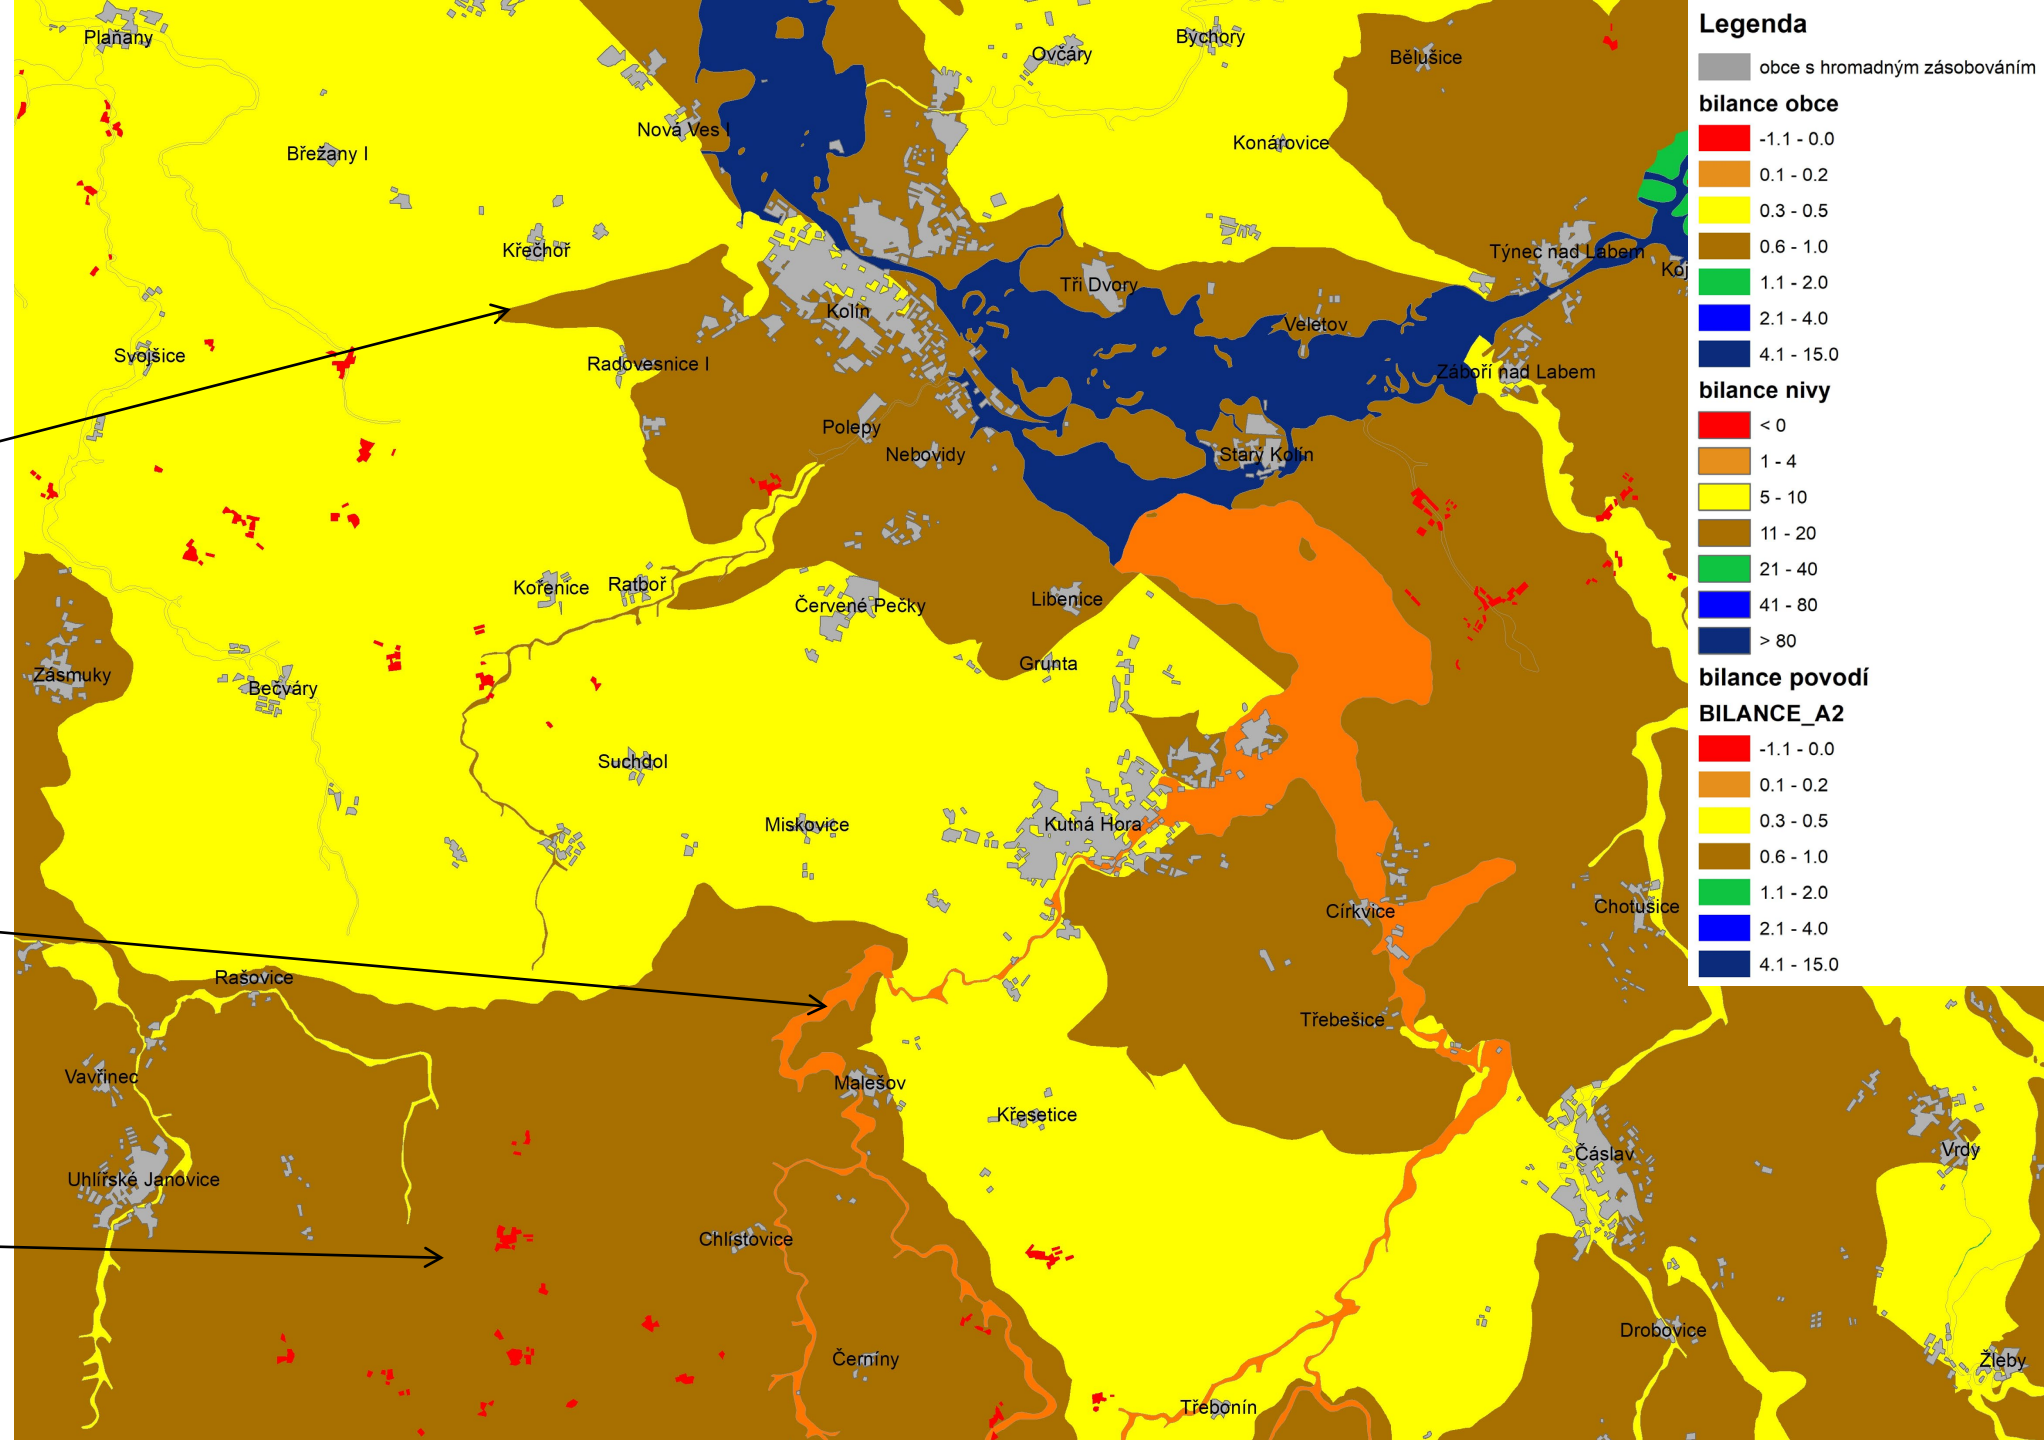 Plaňany
Ovčáry
Býchory
Bělušice
Nová Ves I
Břežany I
Konárovice
Křečhoř
Týnec nad Labem
Koj
Tři Dvory
Kolín
Veletov
Svojšice
Radovesnice I
Záboří nad Labem
Polepy
Nebovidy
Starý Kolín
Kořenice
Ratboř
Červené Pečky
Libenice
Grunta
Zásmuky
Bečváry
Suchdol
Miskovice
Kutná Hora
Církvice
Chotusice
Rašovice
Třebešice
Vavřinec
Malešov
Křesetice
Čáslav
Vrdy
Uhlířské Janovice
Chlístovice
Drobovice
Černíny
Žleby
Třebonín
Legenda
obce s hromadným zásobováním
bilance obce
-1.1 - 0.0
0.1 - 0.2
0.3 - 0.5
0.6 - 1.0
1.1 - 2.0
2.1 - 4.0
4.1 - 15.0
bilance nivy
< 0
1 - 4
5 - 10
11 - 20
21 - 40
41 - 80
> 80
bilance povodí
BILANCE_A2
-1.1 - 0.0
0.1 - 0.2
0.3 - 0.5
0.6 - 1.0
1.1 - 2.0
2.1 - 4.0
4.1 - 15.0